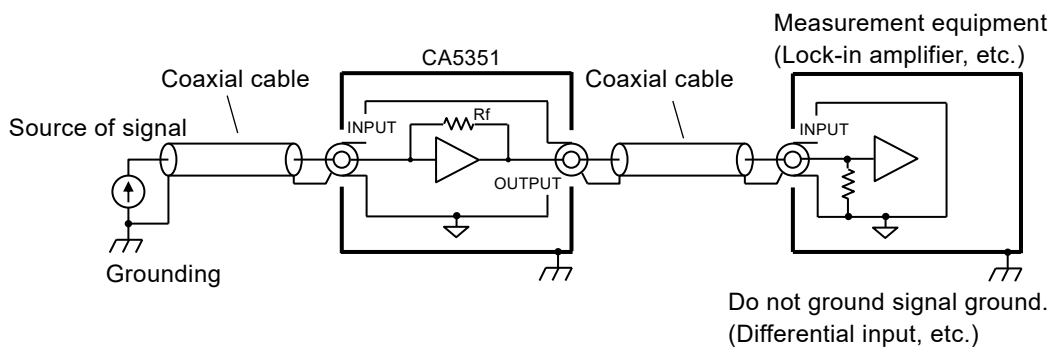 Measurement equipment
(Lock-in amplifier, etc.)
CA5351
Coaxial cable
Coaxial cable
Source of signal
INPUT
Rf
OUTPUT
INPUT
Grounding
Do not ground signal ground.
(Differential input, etc.)